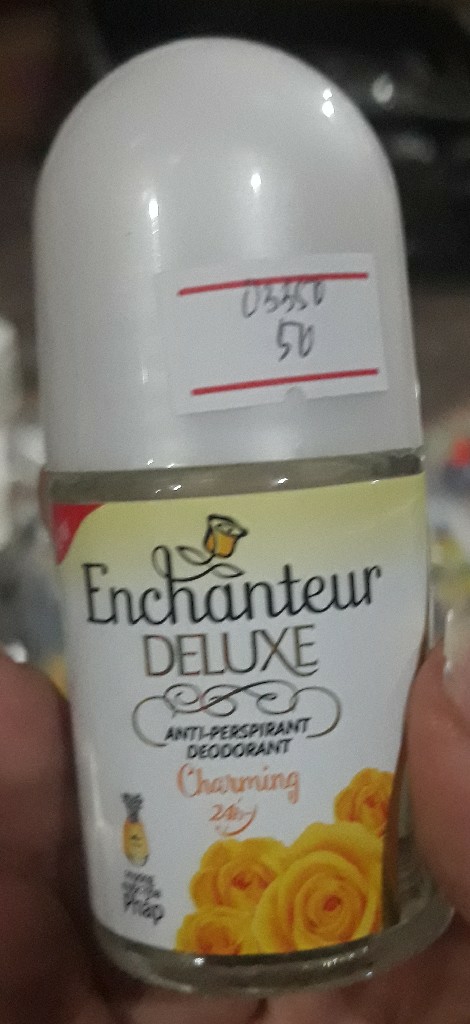 03350
50
Enchanteur
DELUXE
ANTI-PERSPIRANT
DEODORANT
Charming
24h
Pháp